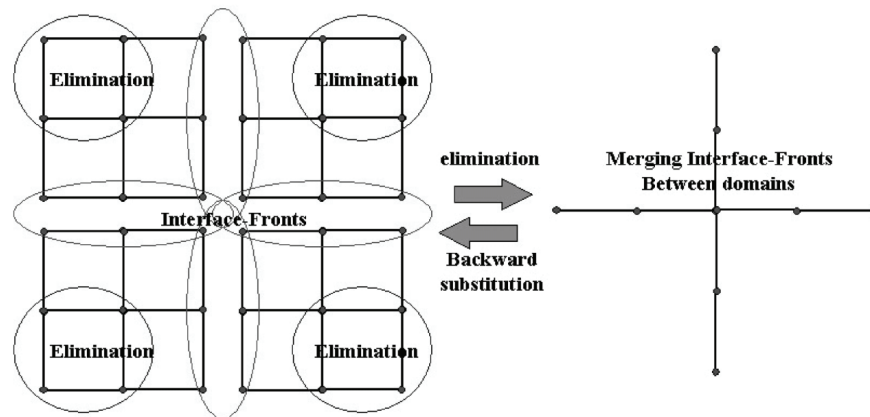 Elimination
Elimination
elimination
Merging Interface-Fronts
Between domains
Interface-Fronts
Backward
substitution
Elimination
Elimination